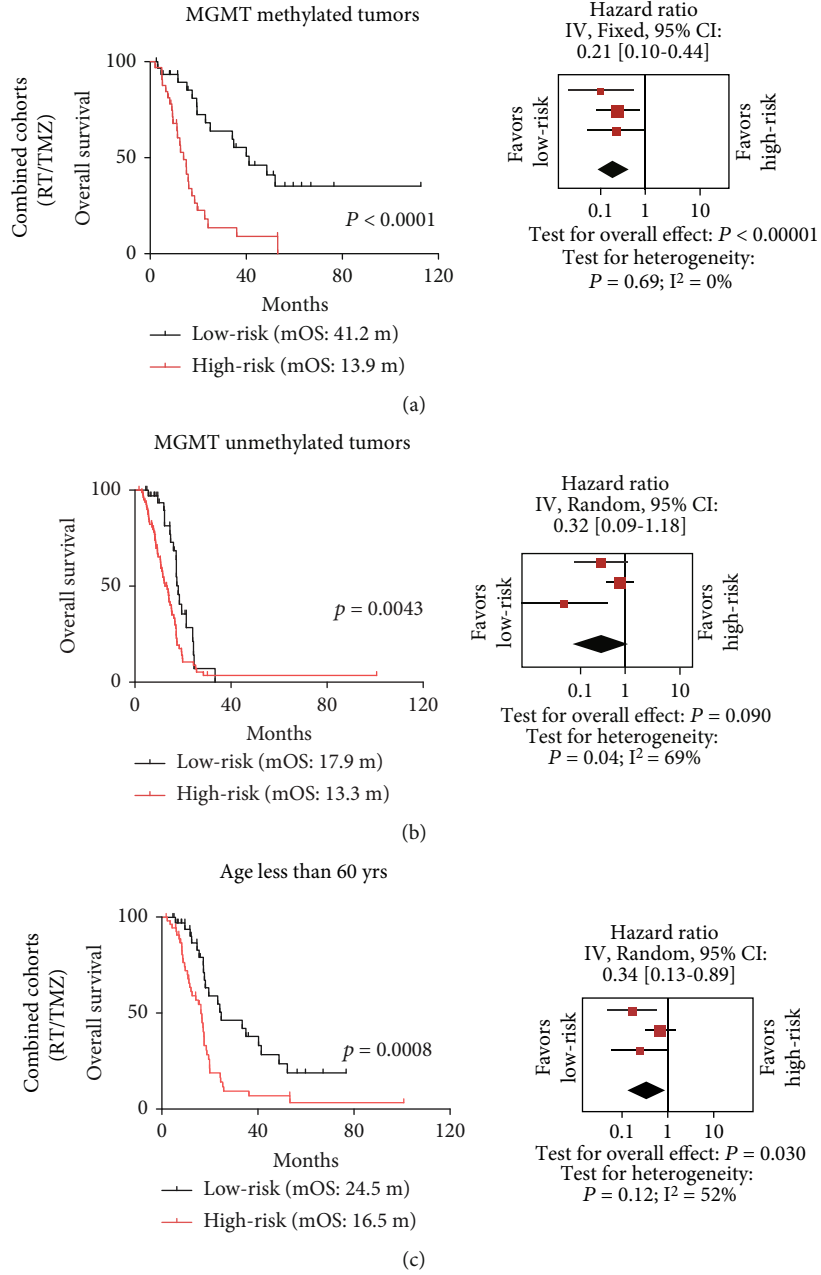 MGMT methylated tumors
Combined cohorts
(RT/TMZ)
Overall survival
100
50
0
0
40
80
120
Months
P < 0.0001
Low-risk (mOS: 41.2 m)
High-risk (mOS: 13.9 m)
Hazard ratio
IV, Fixed, 95% CI:
0.21 [0.10-0.44]
Favors
low-risk
Favors
high-risk
0.1
1
10
Test for overall effect: P < 0.00001
Test for heterogeneity:
P = 0.69; I² = 0%
(a)
MGMT unmethylated tumors
Overall survival
100
50
0
0
40
80
120
Months
p = 0.0043
Low-risk (mOS: 17.9 m)
High-risk (mOS: 13.3 m)
Hazard ratio
IV, Random, 95% CI:
0.32 [0.09-1.18]
Favors
low-risk
Favors
high-risk
0.1
1
10
Test for overall effect: P = 0.090
Test for heterogeneity:
P = 0.04; I² = 69%
(b)
Age less than 60 yrs
Combined cohorts
(RT/TMZ)
Overall survival
100
50
0
0
40
80
120
Months
p = 0.0008
Low-risk (mOS: 24.5 m)
High-risk (mOS: 16.5 m)
Hazard ratio
IV, Random, 95% CI:
0.34 [0.13-0.89]
Favors
low-risk
Favors
high-risk
0.1
1
10
Test for overall effect: P = 0.030
Test for heterogeneity:
P = 0.12; I² = 52%
(c)